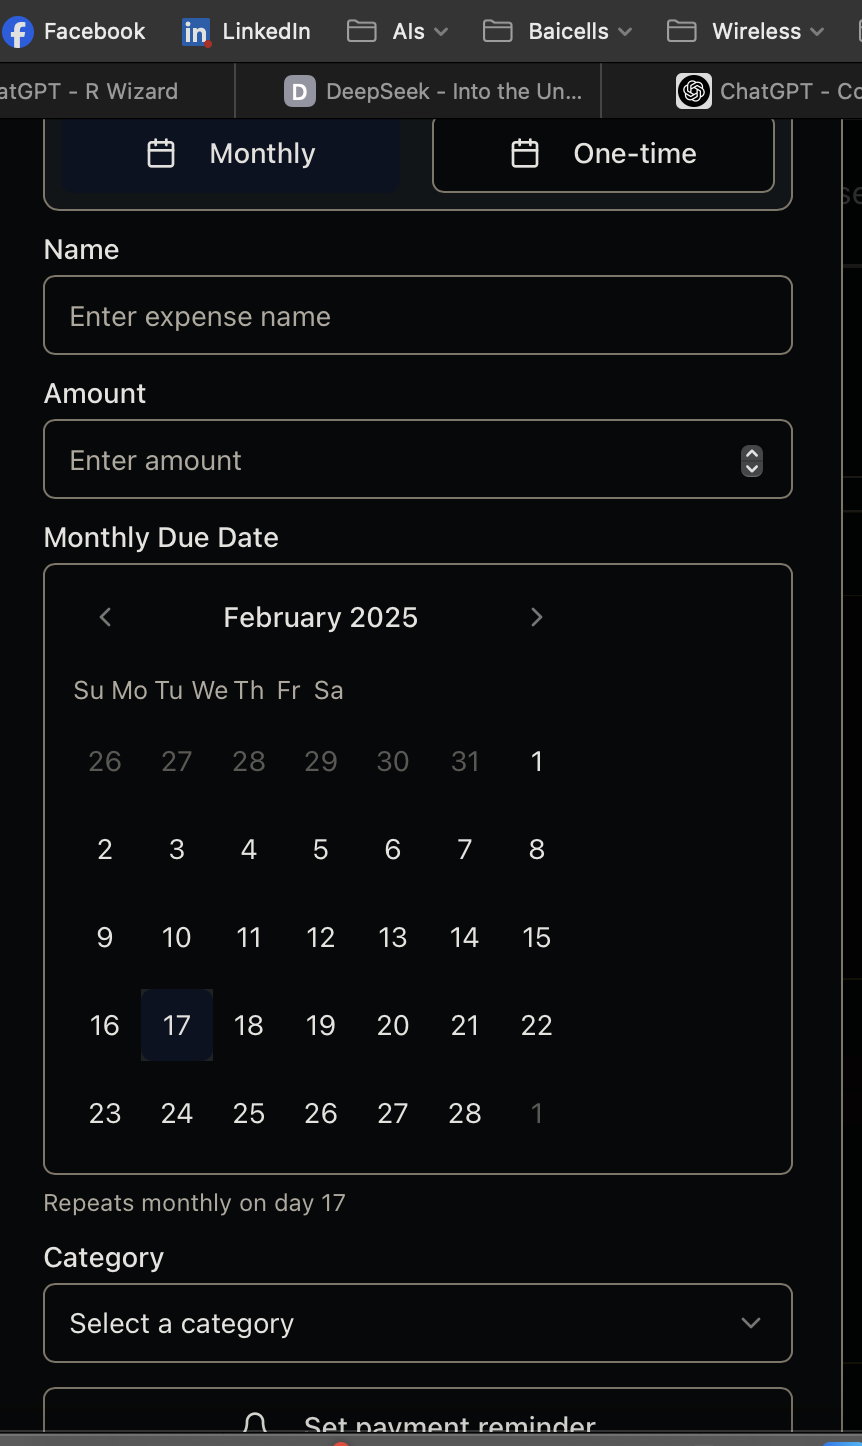 Facebook LinkedIn AIs Baicells Wireless
atGPT - R Wizard D DeepSeek - Into the Un... ChatGPT - Co
Monthly One-time
se
Name
Enter expense name
Amount
Enter amount
Monthly Due Date
February 2025
Su Mo Tu We Th Fr Sa
26 27 28 29 30 31 1
2 3 4 5 6 7 8
9 10 11 12 13 14 15
16 17 18 19 20 21 22
23 24 25 26 27 28 1
Repeats monthly on day 17
Category
Select a category
Set payment reminder